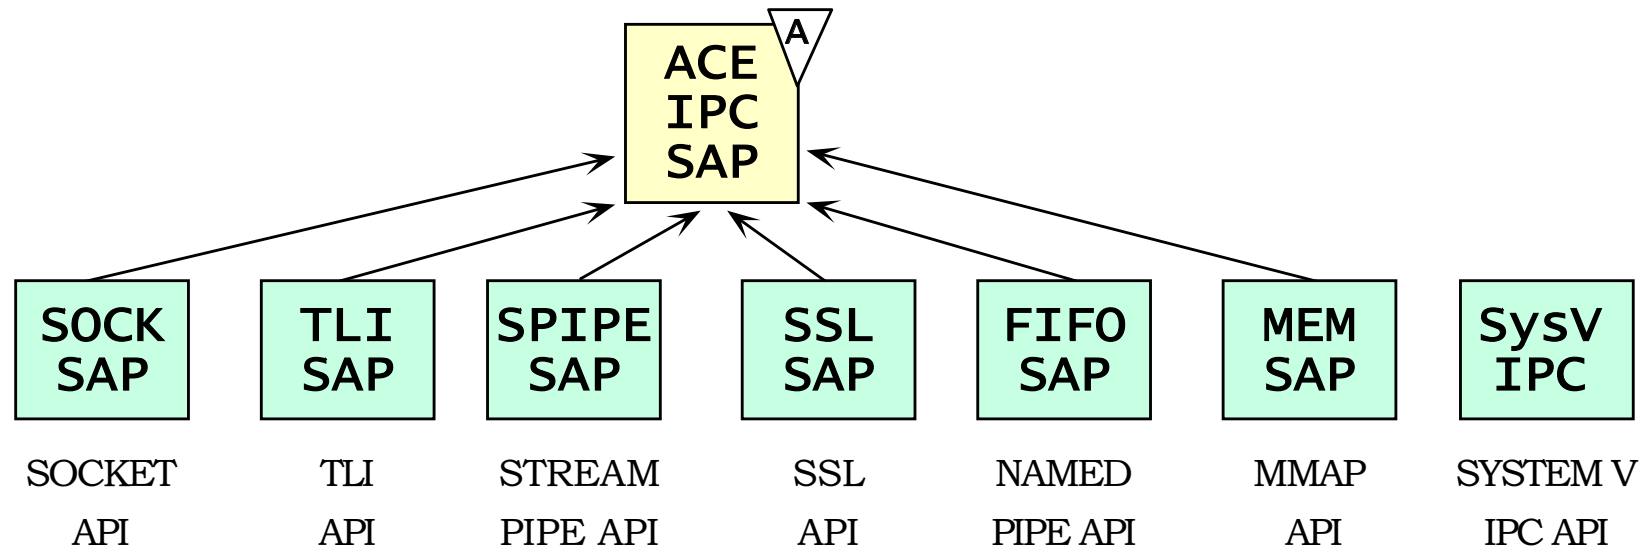 A
ACE
IPC
SAP
SOCK
SAP
TLI
SAP
SPIPE
SAP
SSL
SAP
FIFO
SAP
MEM
SAP
SysV
IPC
SOCKET
API
TLI
API
STREAM
PIPE API
SSL
API
NAMED
PIPE API
MMAP
API
SYSTEM V
IPC API